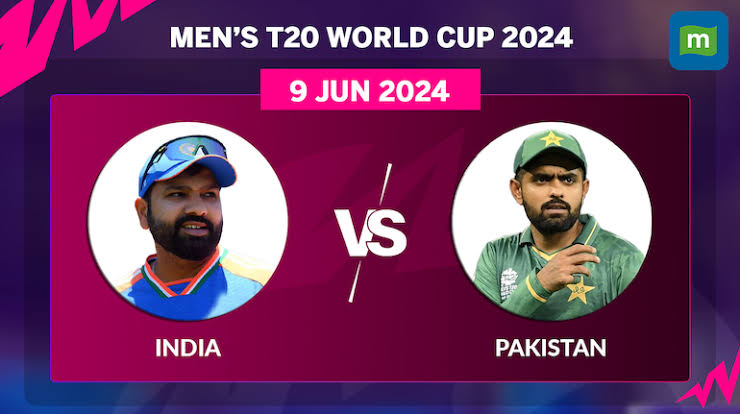 MEN'S T20 WORLD CUP 2024
m
9 JUN 2024
VS
INDIA
PAKISTAN